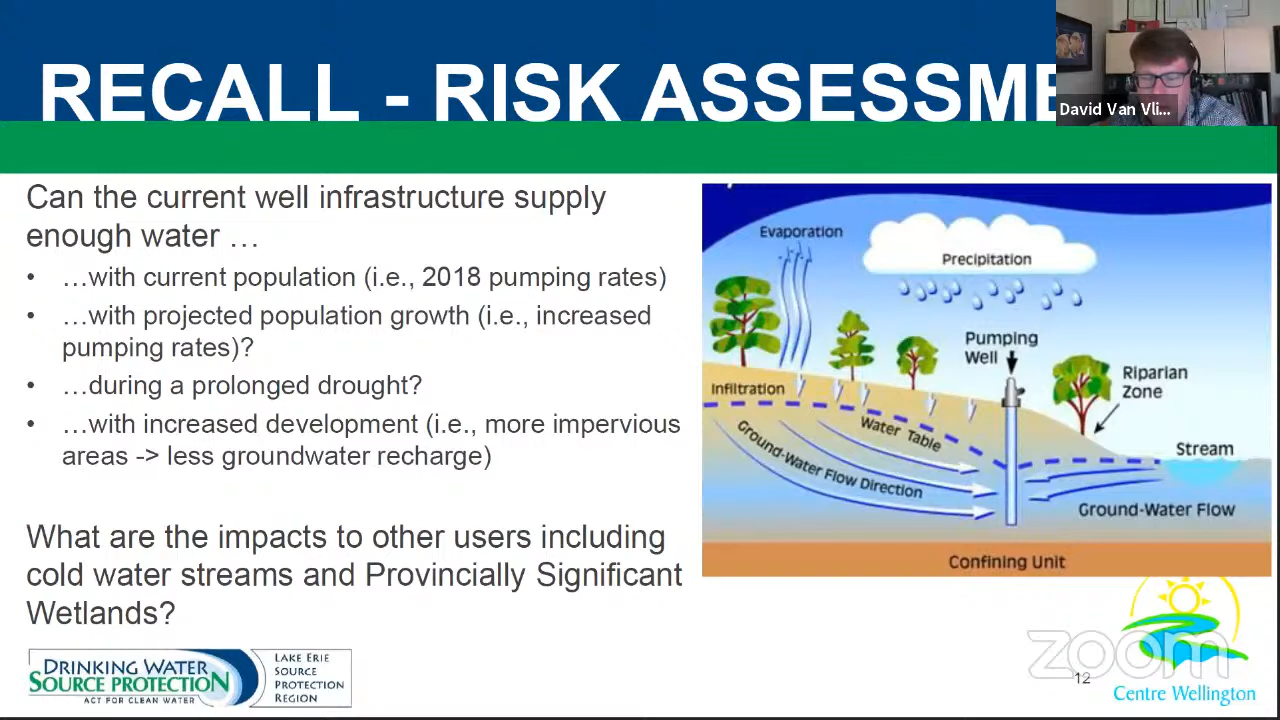 RECALL - RISK ASSESSME
David Van Vli...
Can the current well infrastructure supply
enough water …
• …with current population (i.e., 2018 pumping rates)
• …with projected population growth (i.e., increased
pumping rates)?
• …during a prolonged drought?
• …with increased development (i.e., more impervious
areas -> less groundwater recharge)
What are the impacts to other users including
cold water streams and Provincially Significant
Wetlands?
Evaporation
Precipitation
Pumping
Well
Riparian
Zone
Infiltration
Water Table
Stream
Ground-Water Flow Direction
Ground-Water Flow
Confining Unit
DRINKING WATER
SOURCE PROTECTION
ACT FOR CLEAN WATER
LAKE ERIE
SOURCE
PROTECTION
REGION
zoom
12
Centre Wellington